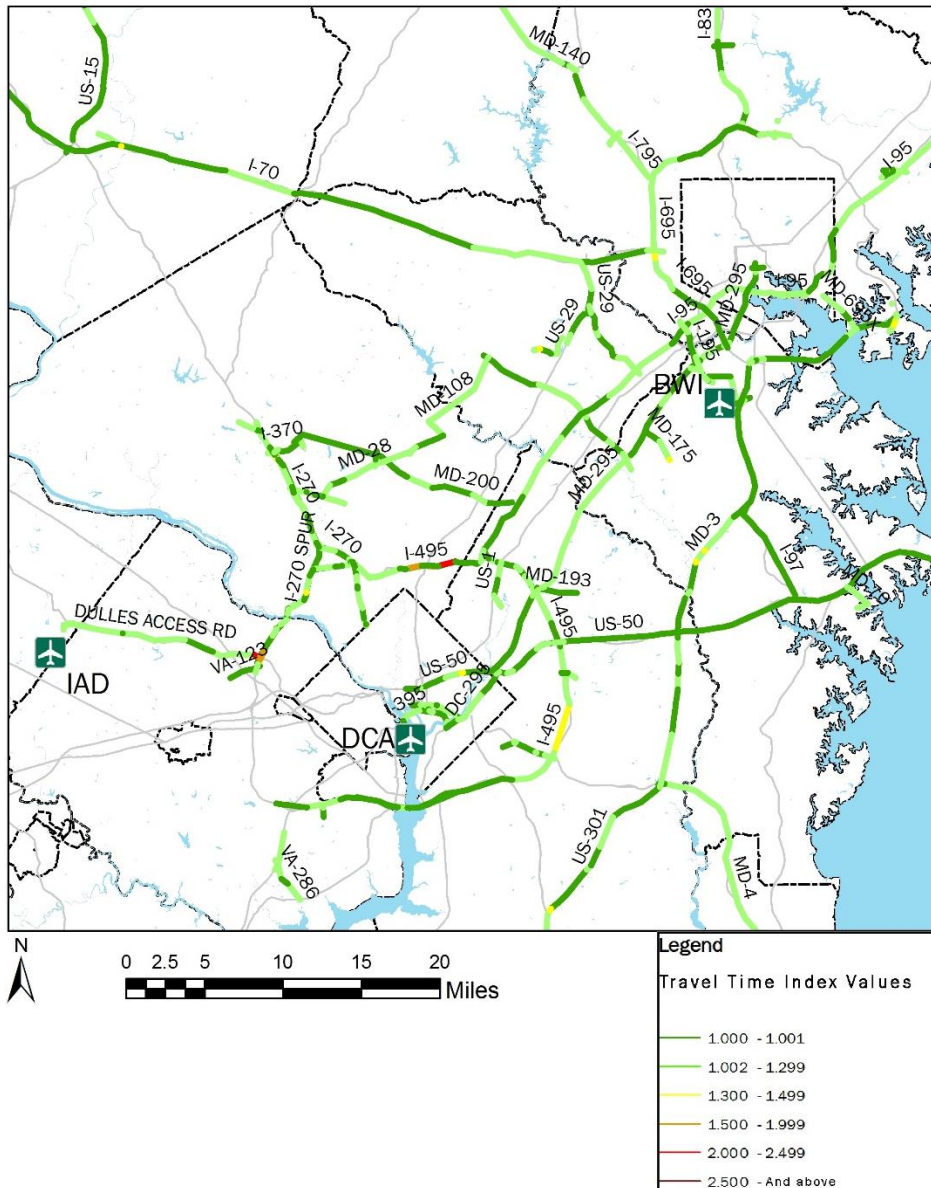 I-83
MD-140
US-15
I-795
I-95
I-70
I-695
US-29
I-695
MD-295
I-95
MD-695X
US-29
I-95
I-195
MD-108
BWI
I-370
MD-28
MD-175
I-270
MD-200
MD-295
MD-3
I-270 SPUR
I-270
I-495
US-1
MD-193
I-97
I-495
DULLES ACCESS RD
US-50
VA-123
US-50
IAD
395
DC-295
DCA
I-495
US-301
VA-286
MD-4
N
0 2.5 5 10 15 20
Miles
Legend
Travel Time Index Values
1.000 - 1.001
1.002 - 1.299
1.300 - 1.499
1.500 - 1.999
2.000 - 2.499
2.500 - And above